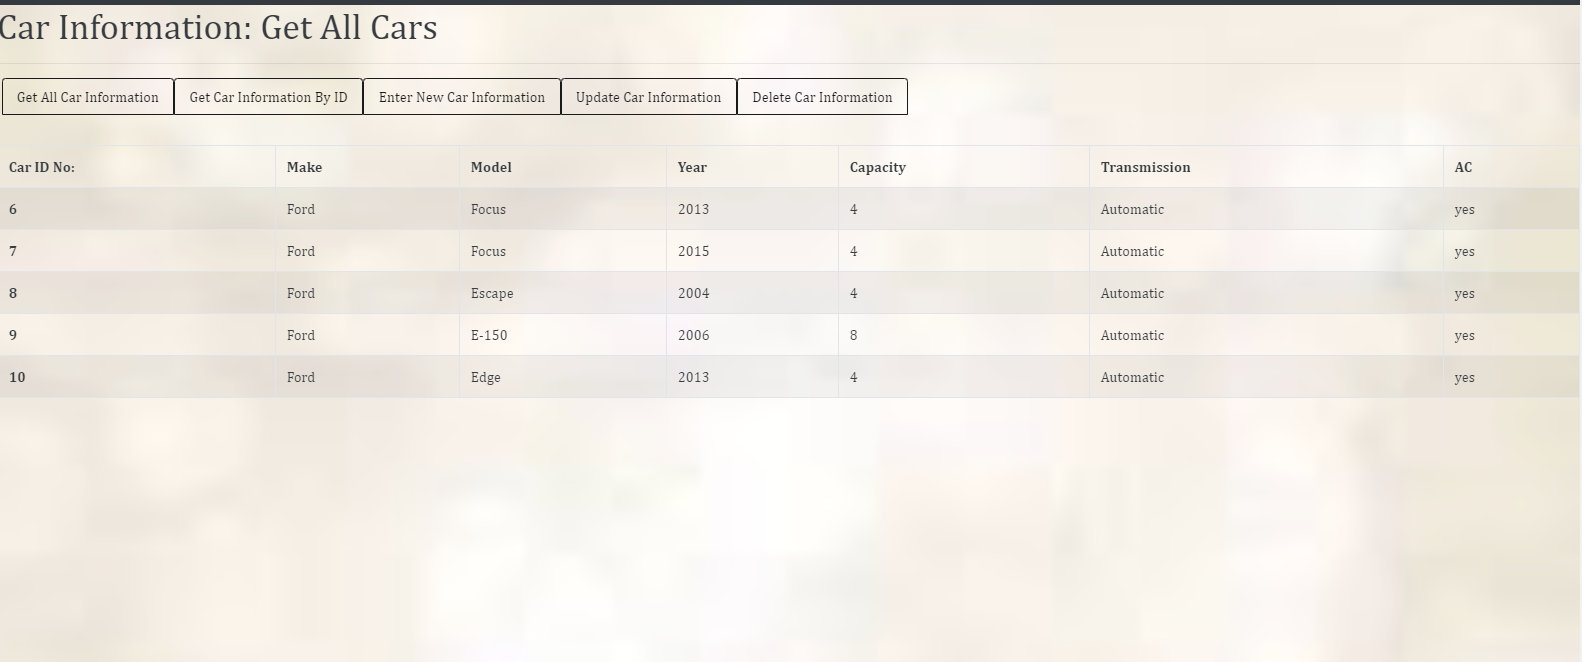 Car Information: Get All Cars
Get All Car Information Get Car Information By ID Enter New Car Information Update Car Information Delete Car Information
Car ID No: Make Model Year Capacity Transmission AC
6 Ford Focus 2013 4 Automatic yes
7 Ford Focus 2015 4 Automatic yes
8 Ford Escape 2004 4 Automatic yes
9 Ford E-150 2006 8 Automatic yes
10 Ford Edge 2013 4 Automatic yes